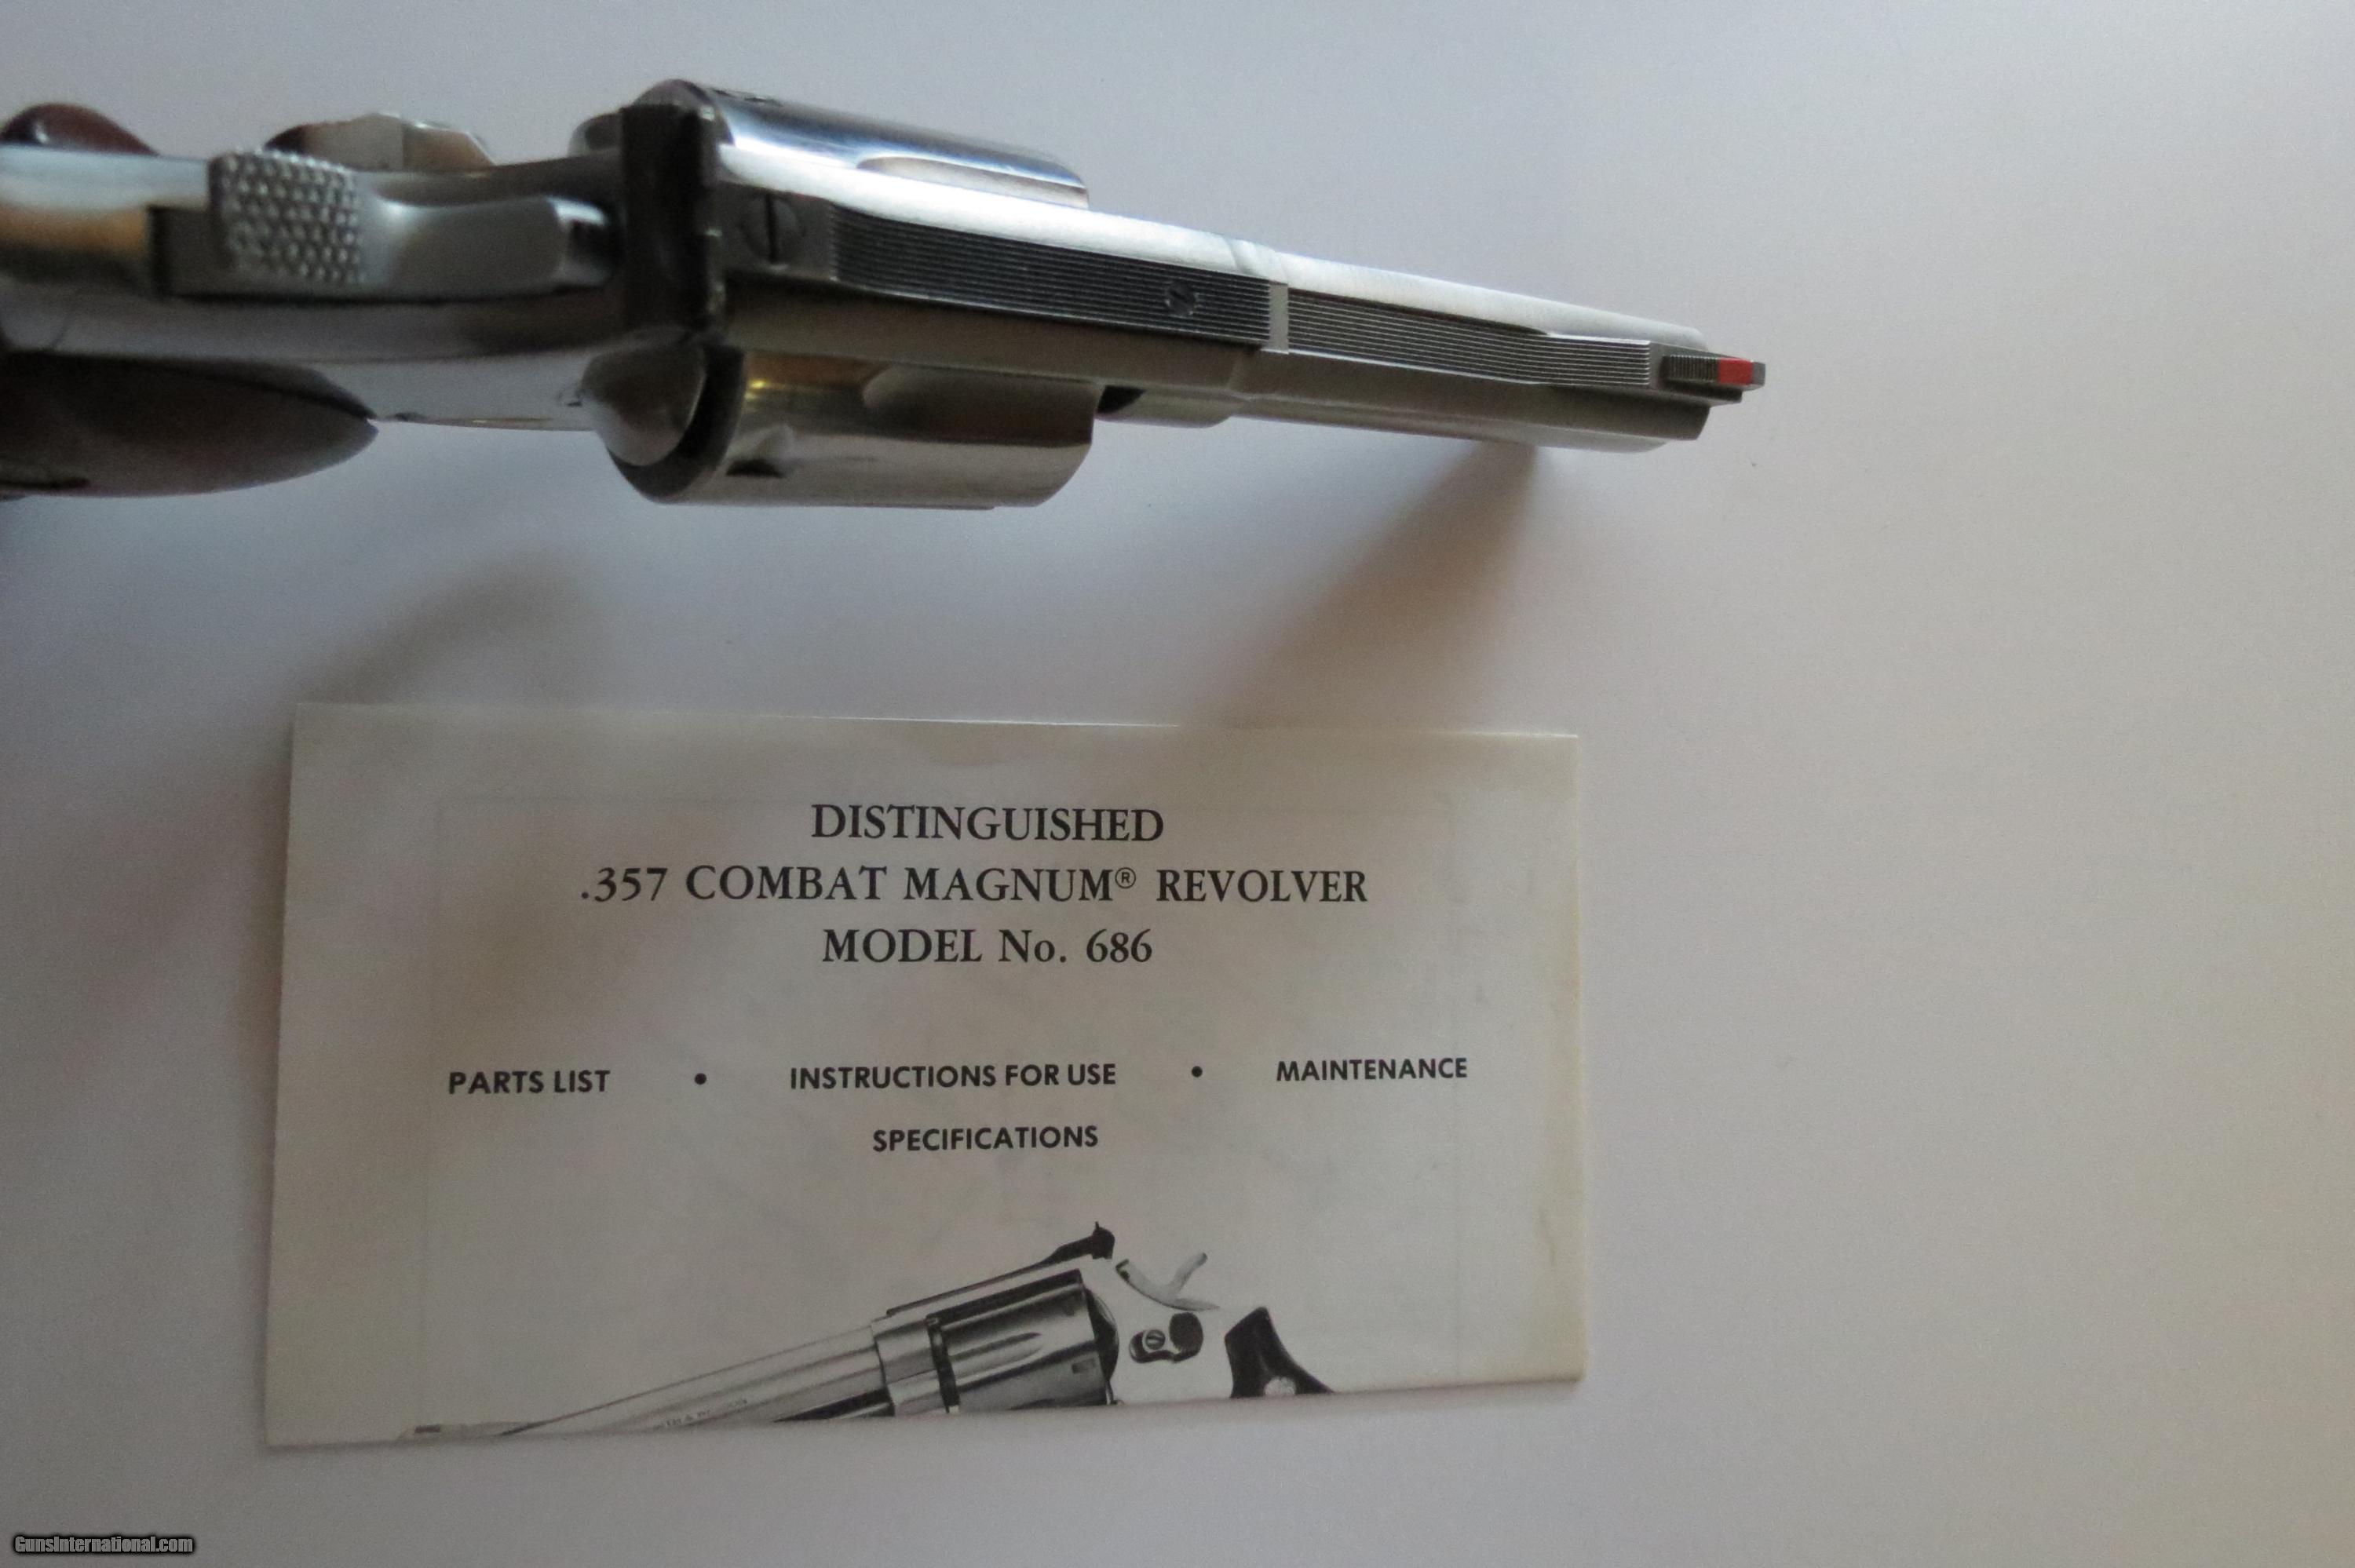 DISTINGUISHED
.357 COMBAT MAGNUM® REVOLVER
MODEL No. 686
PARTS LIST • INSTRUCTIONS FOR USE • MAINTENANCE
SPECIFICATIONS
GunsInternational.com